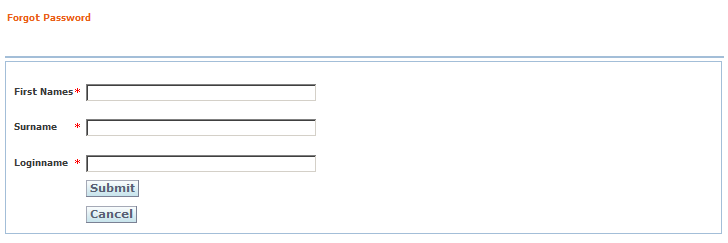 Forgot Password
First Names*
Surname *
Loginname *
Submit
Cancel